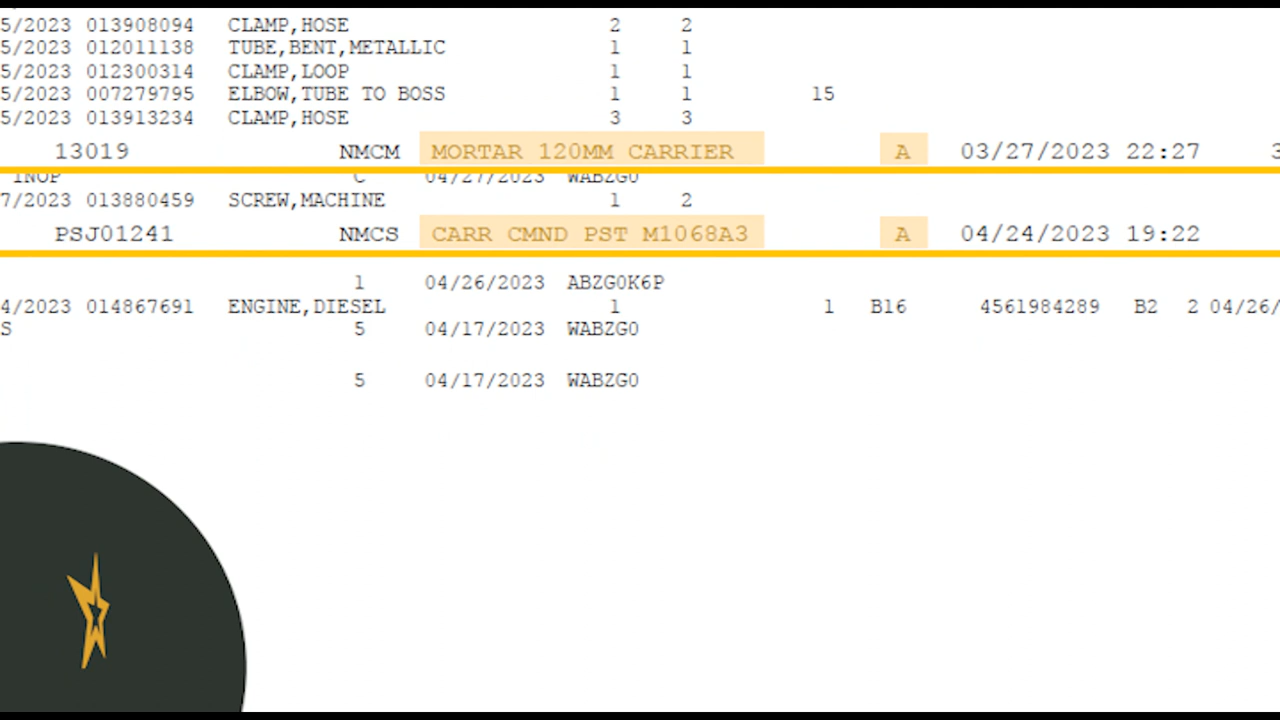 5/2023 013908094 CLAMP,HOSE 2 2
5/2023 012011138 TUBE,BENT,METALLIC 1 1
5/2023 012300314 CLAMP,LOOP 1 1
5/2023 007279795 ELBOW,TUBE TO BOSS 1 1 15
5/2023 013913234 CLAMP,HOSE 3 3
13019 NMCM MORTAR 120MM CARRIER A 03/27/2023 22:27 3
INOP C 04/27/2023 WABZG0
7/2023 013880459 SCREW,MACHINE 1 2
PSJ01241 NMCS CARR CMND PST M1068A3 A 04/24/2023 19:22
1 04/26/2023 ABZG0K6P
4/2023 014867691 ENGINE,DIESEL 1 1 B16 4561984289 B2 2 04/26/
S 5 04/17/2023 WABZG0
5 04/17/2023 WABZG0